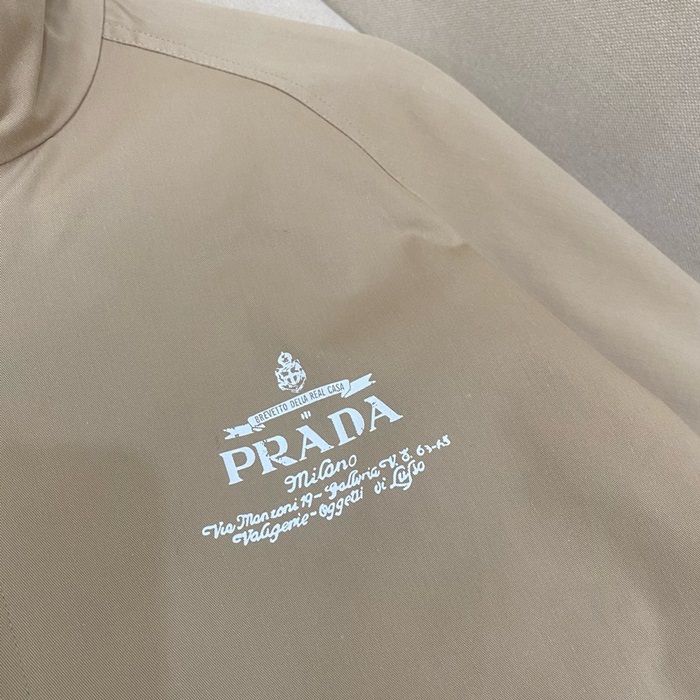 BREVETTO DELLA REAL CASA
PRADA
Milano
Via Manzoni 19 - Galleria V. E. 63-65
Valigerie - Oggetti di Lusso